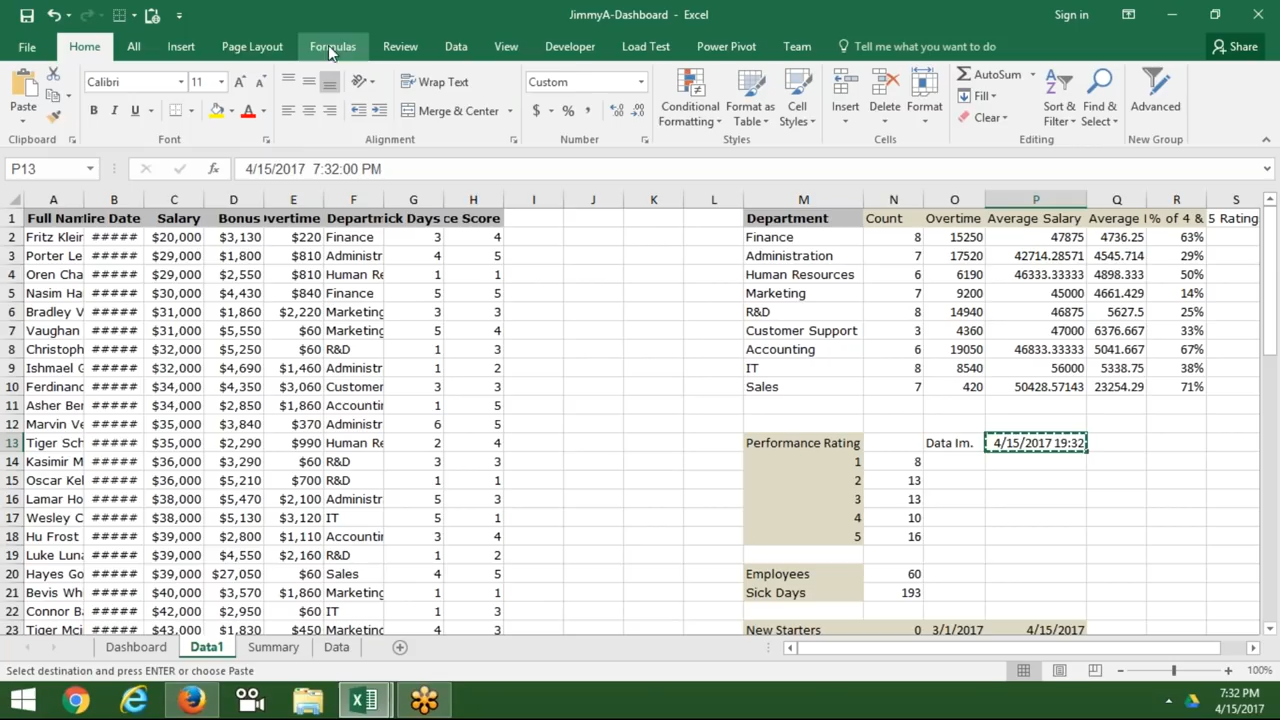 JimmyA-Dashboard - Excel
Sign in
File Home All Insert Page Layout Formulas Review Data View Developer Load Test Power Pivot Team Tell me what you want to do Share
Paste Calibri 11 Wrap Text Custom Conditional Formatting Format as Table Cell Styles Insert Delete Format AutoSum Sort & Filter Find & Select Advanced
B I U Merge & Center $ % , Fill
Clear
Clipboard Font Alignment Number Styles Cells Editing New Group
P13 fx 4/15/2017 7:32:00 PM
A B C D E F G H I J K L M N O P Q R S
1 Full Nam ire Date Salary Bonus vertime Departm ick Days ce Score Department Count Overtime Average Salary Average I % of 4 & 5 Rating
2 Fritz Klein ##### $20,000 $3,130 $220 Finance 3 4 Finance 8 15250 47875 4736.25 63%
3 Porter Le ##### $29,000 $1,800 $810 Administr 4 5 Administration 7 17520 42714.28571 4545.714 29%
4 Oren Cha ##### $29,000 $2,550 $810 Human Re 1 1 Human Resources 6 6190 46333.33333 4898.333 50%
5 Nasim Ha ##### $30,000 $4,430 $840 Finance 5 5 Marketing 7 9200 45000 4661.429 14%
6 Bradley V ##### $31,000 $1,860 $2,220 Marketing 3 3 R&D 8 14940 46875 5627.5 25%
7 Vaughan ##### $31,000 $5,550 $60 Marketing 5 4 Customer Support 3 4360 47000 6376.667 33%
8 Christoph ##### $32,000 $5,250 $60 R&D 1 3 Accounting 6 19050 46833.33333 5041.667 67%
9 Ishmael G ##### $32,000 $4,690 $1,460 Administr 1 2 IT 8 8540 56000 5338.75 38%
10 Ferdinand ##### $34,000 $4,350 $3,060 Customer 1 3 Sales 7 420 50428.57143 23254.29 71%
11 Asher Ber ##### $34,000 $2,850 $1,860 Accountin 1 5
12 Marvin Ve ##### $35,000 $3,840 $370 Administr 6 5
13 Tiger Sch ##### $35,000 $2,290 $990 Human Re 2 4 Performance Rating Data Im. 4/15/2017 19:32
14 Kasimir M ##### $36,000 $3,290 $60 R&D 3 3 1 8
15 Oscar Kel ##### $36,000 $5,210 $700 R&D 1 1 2 13
16 Lamar Ho ##### $38,000 $5,470 $2,100 Administr 5 3 3 13
17 Wesley C ##### $38,000 $5,130 $3,120 IT 5 1 4 10
18 Hu Frost ##### $39,000 $2,800 $1,110 Accountin 3 4 5 16
19 Luke Luna ##### $39,000 $4,550 $2,160 R&D 1 2
20 Hayes Go ##### $39,000 $27,050 $60 Sales 4 5 Employees 60
21 Bevis Wh ##### $40,000 $3,570 $1,860 Marketing 1 1 Sick Days 193
22 Connor B ##### $42,000 $2,950 $60 IT 1 3
23 Tiger Mci ##### $43,000 $1,830 $450 Marketing 4 3 New Starters 0 3/1/2017 4/15/2017
Dashboard Data1 Summary Data
Select destination and press ENTER or choose Paste 100%
7:32 PM
4/15/2017